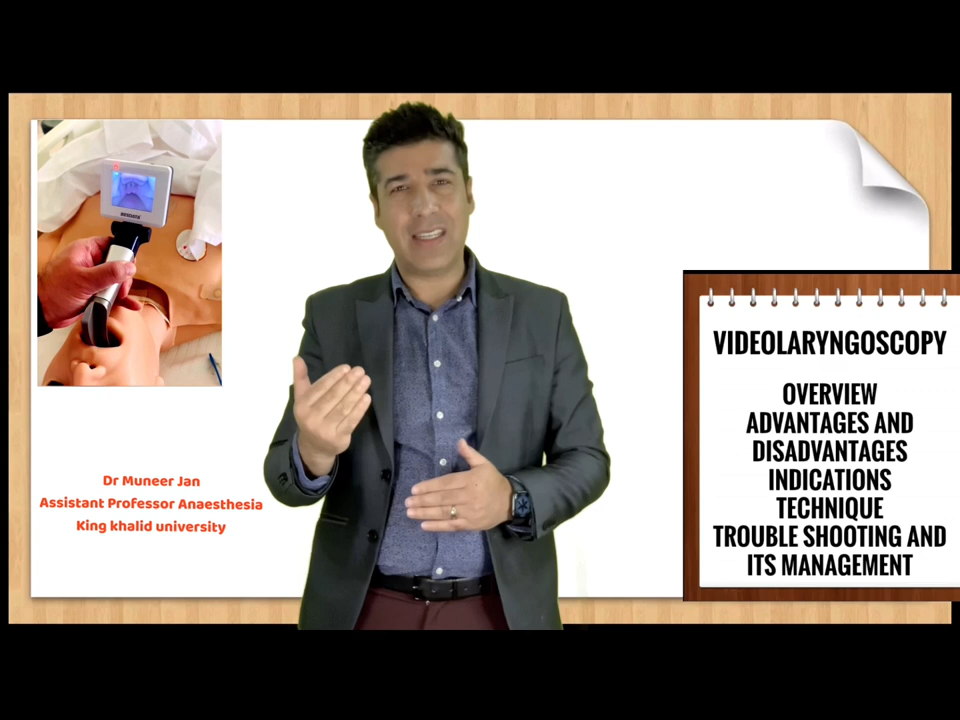 Dr Muneer Jan
Assistant Professor Anaesthesia
King khalid university
VIDEOLARYNGOSCOPY
OVERVIEW
ADVANTAGES AND
DISADVANTAGES
INDICATIONS
TECHNIQUE
TROUBLE SHOOTING AND
ITS MANAGEMENT